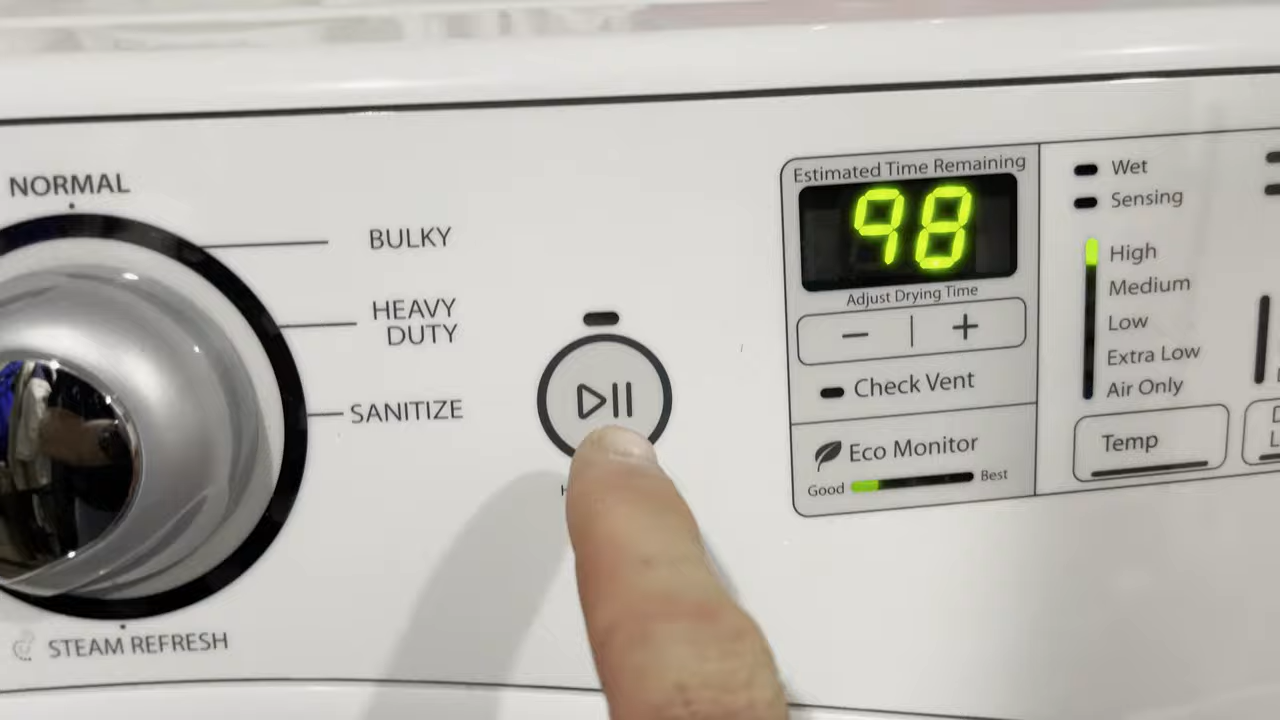 NORMAL
BULKY
HEAVY
DUTY
SANITIZE
STEAM REFRESH
Estimated Time Remaining
98
Adjust Drying Time
− | +
Check Vent
Eco Monitor
Good
Best
Wet
Sensing
High
Medium
Low
Extra Low
Air Only
Temp